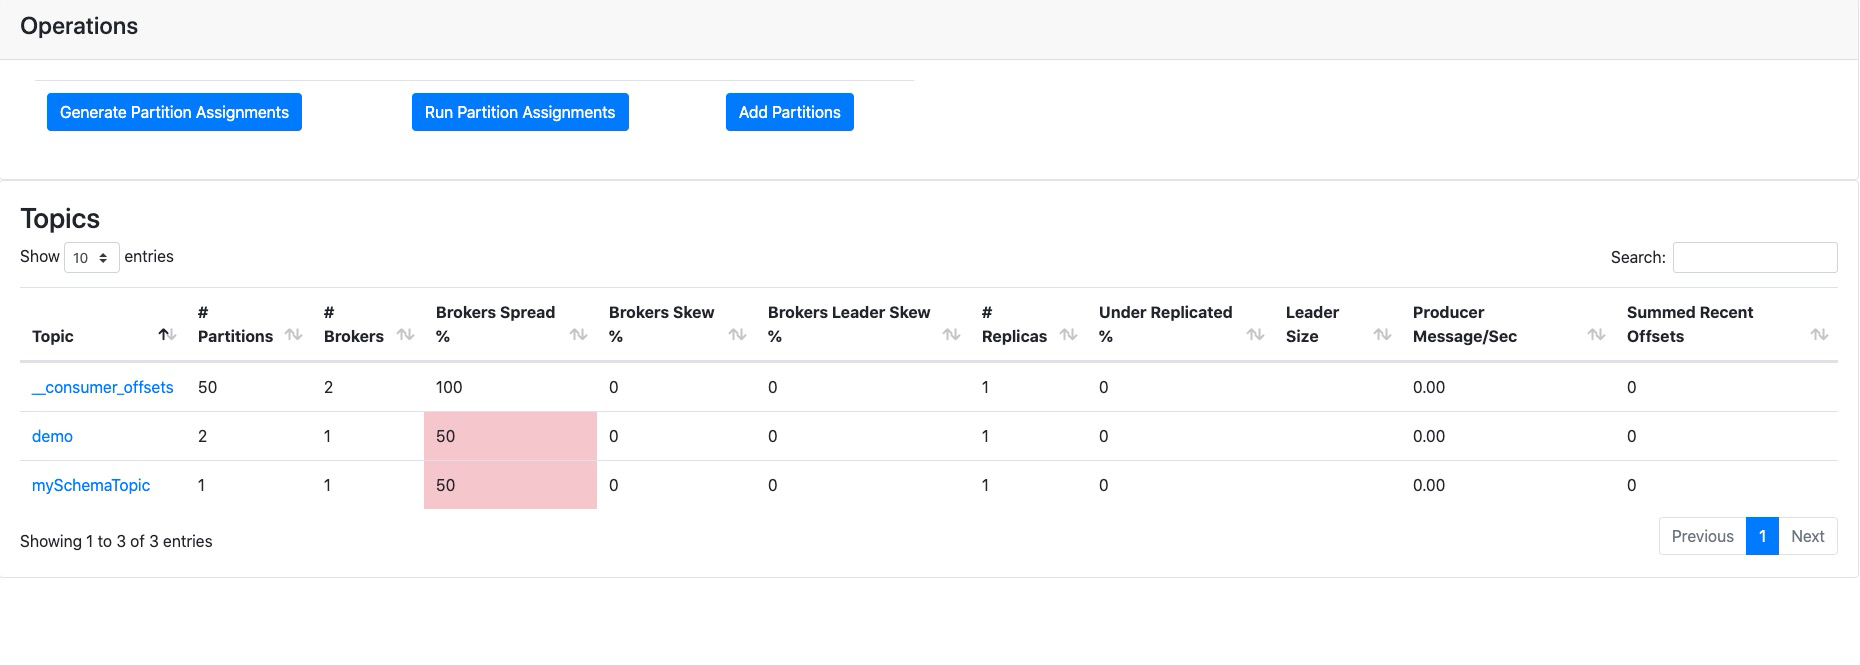 Operations
Generate Partition Assignments Run Partition Assignments Add Partitions
Topics
Show 10 entries Search:
# # Brokers Spread Brokers Skew Brokers Leader Skew # Under Replicated Leader Producer Summed Recent
Topic Partitions Brokers % % % Replicas % Size Message/Sec Offsets
__consumer_offsets 50 2 100 0 0 1 0 0.00 0
demo 2 1 50 0 0 1 0 0.00 0
mySchemaTopic 1 1 50 0 0 1 0 0.00 0
Showing 1 to 3 of 3 entries Previous 1 Next